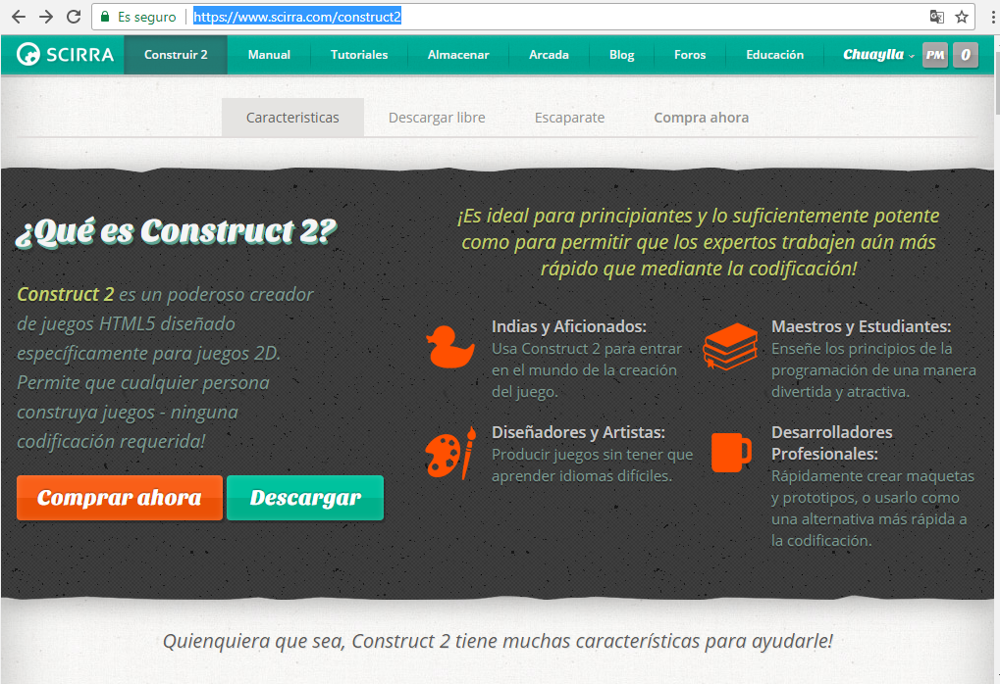 Es seguro
https://www.scirra.com/construct2
SCIRRA
Construir 2
Manual
Tutoriales
Almacenar
Arcada
Blog
Foros
Educación
Chuaylla
PM
0
Caracteristicas
Descargar libre
Escaparate
Compra ahora
¿Qué es Construct 2?
Construct 2 es un poderoso creador
de juegos HTML5 diseñado
específicamente para juegos 2D.
Permite que cualquier persona
construya juegos - ninguna
codificación requerida!
Comprar ahora
Descargar
¡Es ideal para principiantes y lo suficientemente potente
como para permitir que los expertos trabajen aún más
rápido que mediante la codificación!
Indias y Aficionados:
Usa Construct 2 para entrar
en el mundo de la creación
del juego.
Maestros y Estudiantes:
Enseñe los principios de la
programación de una manera
divertida y atractiva.
Diseñadores y Artistas:
Producir juegos sin tener que
aprender idiomas difíciles.
Desarrolladores
Profesionales:
Rápidamente crear maquetas
y prototipos, o usarlo como
una alternativa más rápida a
la codificación.
Quienquiera que sea, Construct 2 tiene muchas características para ayudarle!